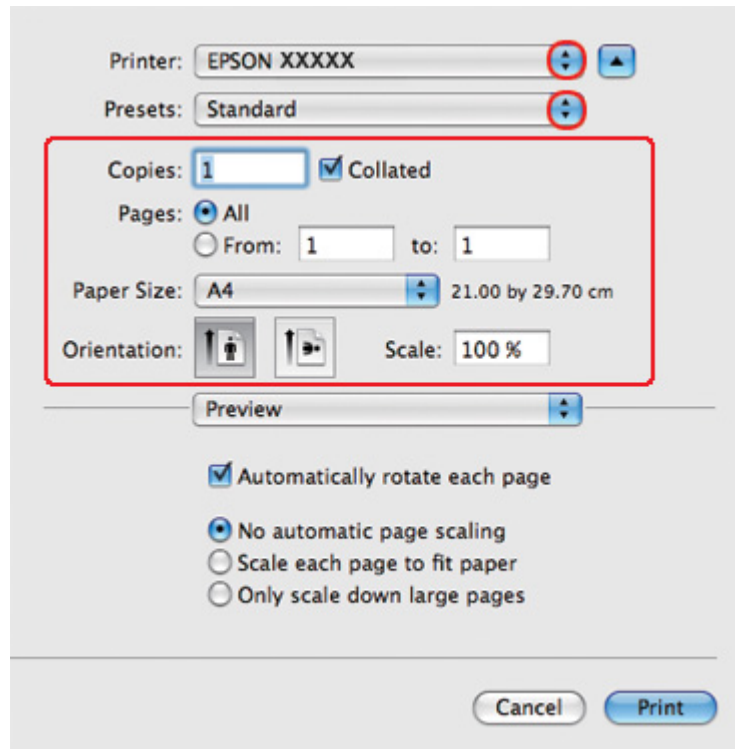 Printer: EPSON XXXXX
Presets: Standard
Copies: 1 Collated
Pages: All
From: 1 to: 1
Paper Size: A4 21.00 by 29.70 cm
Orientation: Scale: 100 %
Preview
Automatically rotate each page
No automatic page scaling
Scale each page to fit paper
Only scale down large pages
Cancel Print